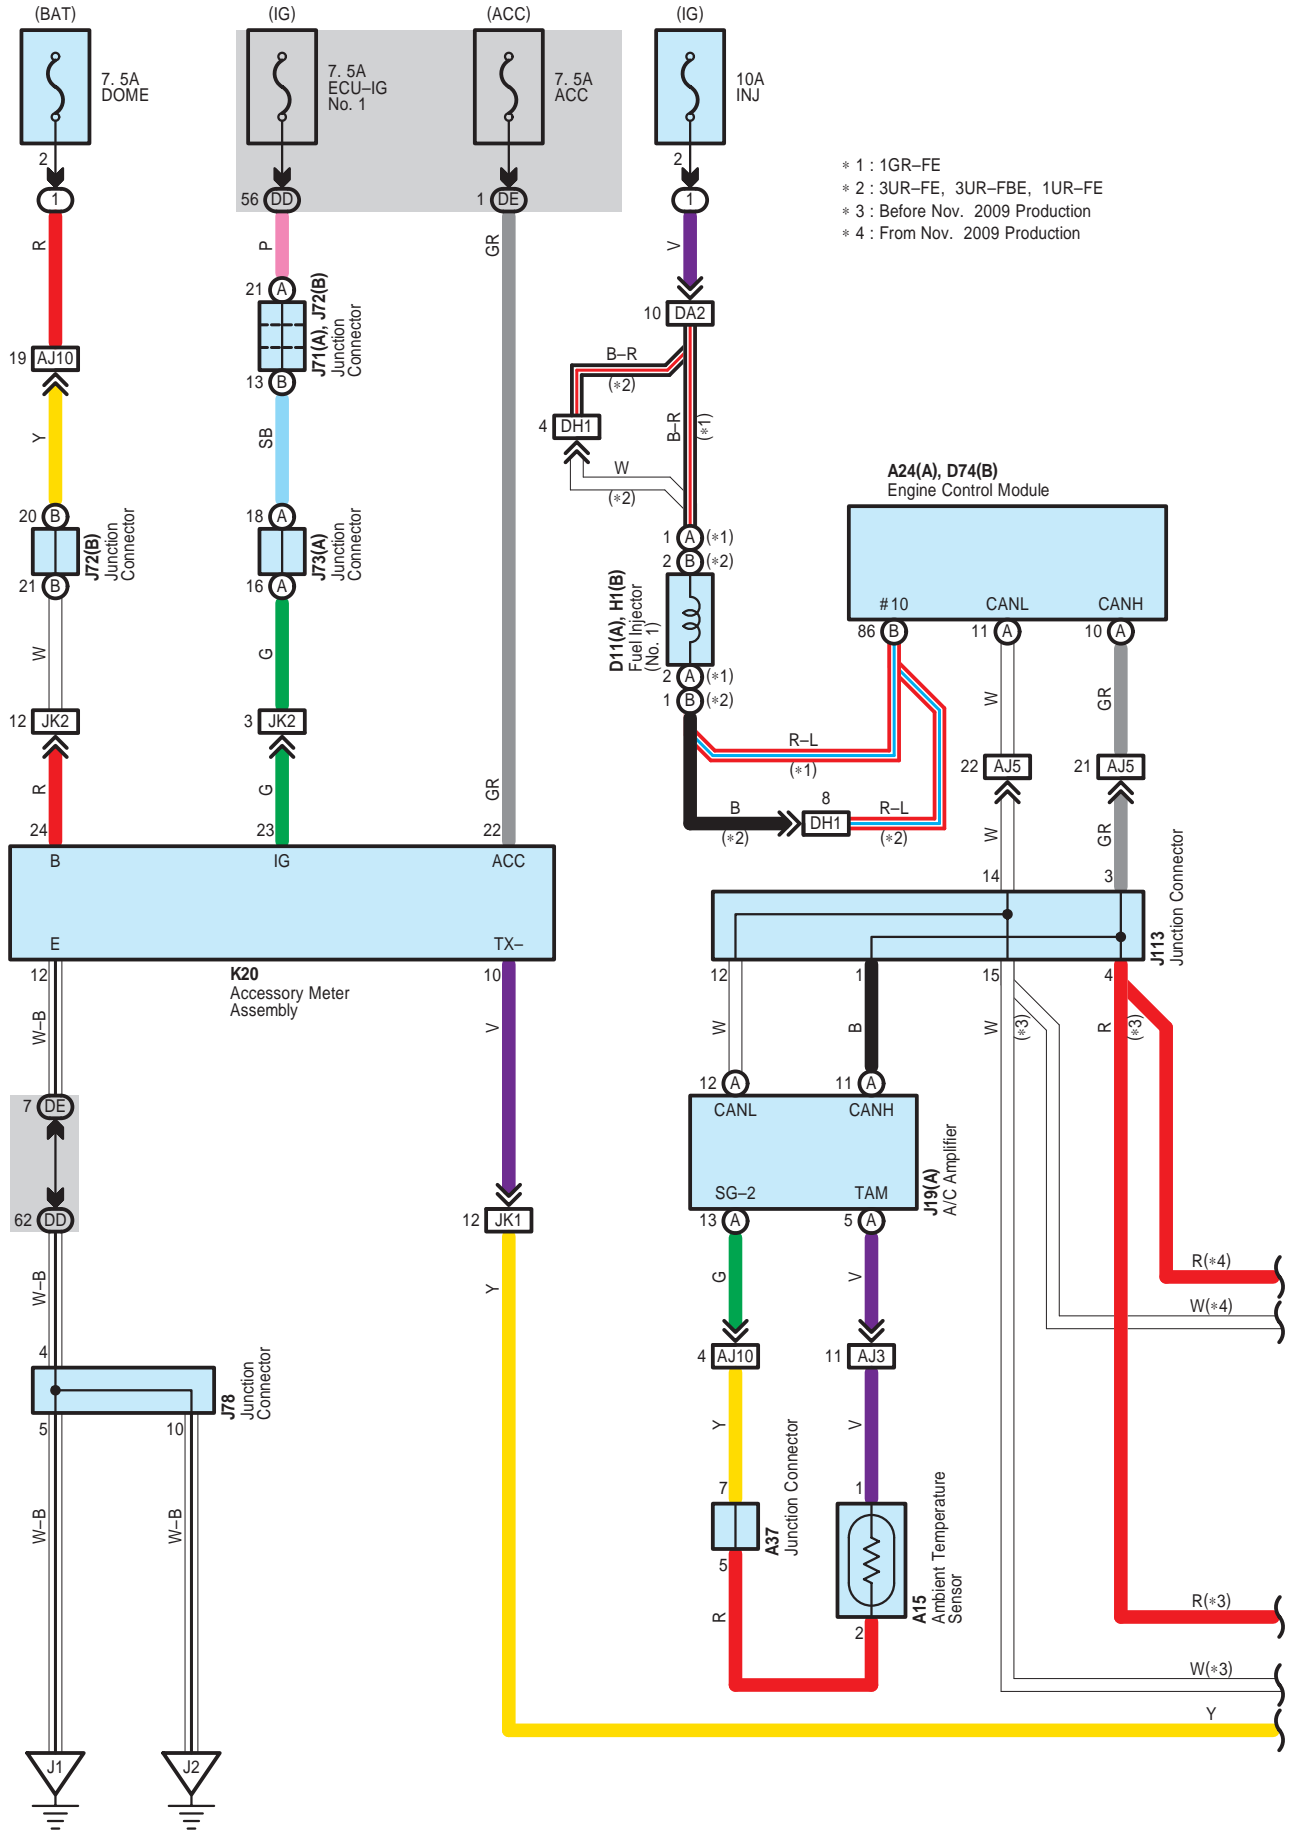 (BAT)
(IG)
(ACC)
(IG)
7. 5A
DOME
7. 5A
ECU–IG
No. 1
7. 5A
ACC
10A
INJ
2
1
56 DD
1 DE
2
1
∗ 1 : 1GR–FE
∗ 2 : 3UR–FE, 3UR–FBE, 1UR–FE
∗ 3 : Before Nov. 2009 Production
∗ 4 : From Nov. 2009 Production
R
P
GR
V
21 A
J71(A), J72(B)
Junction
Connector
13 B
10 DA2
19 AJ10
B–R
(∗2)
B–R
(∗1)
4 DH1
W
(∗2)
Y
SB
20 B
J72(B)
Junction
Connector
21 B
18 A
J73(A)
Junction
Connector
16 A
1 A (∗1)
2 B (∗2)
D11(A), H1(B)
Fuel Injector
(No. 1)
2 A (∗1)
1 B (∗2)
A24(A), D74(B)
Engine Control Module
#10
CANL
CANH
86 B
11 A
10 A
W
G
W
GR
12 JK2
3 JK2
R–L
(∗1)
22 AJ5
21 AJ5
R
G
GR
B
(∗2)
8
DH1
R–L
(∗2)
W
GR
24
23
22
B
IG
ACC
E
TX–
12
10
K20
Accessory Meter
Assembly
14
3
J113
Junction Connector
12
1
15
4
W–B
V
W
B
W
(∗3)
R
(∗3)
7 DE
62 DD
12 A
11 A
CANL
CANH
SG–2
TAM
J19(A)
A/C Amplifier
13 A
5 A
12 JK1
W–B
Y
G
V
R(∗4)
W(∗4)
4
J78
Junction
Connector
5
10
4 AJ10
11 AJ3
Y
V
7
A37
Junction Connector
5
1
A15
Ambient Temperature
Sensor
2
W–B
W–B
R
R(∗3)
W(∗3)
Y
J1
J2